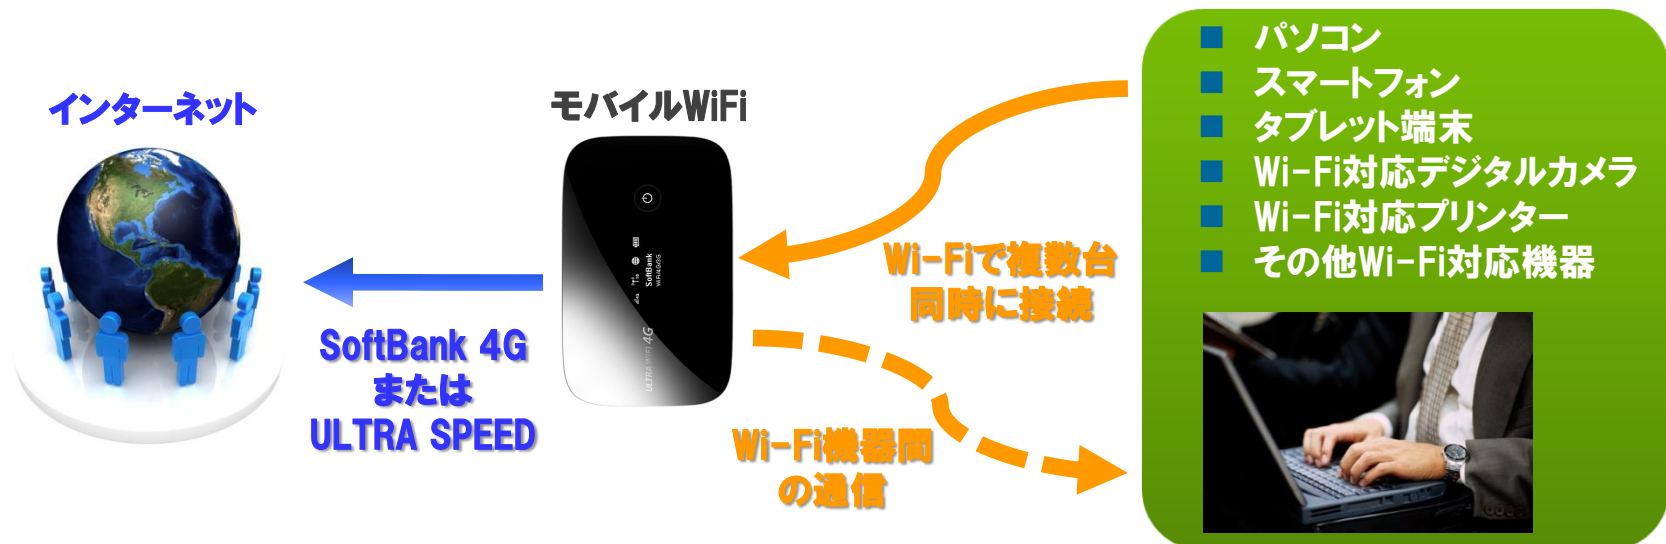 インターネット
モバイルWiFi
SoftBank 4G
または
ULTRA SPEED
SoftBank
ULTRA WiFi 4G
Wi-Fiで複数台
同時に接続
Wi-Fi機器間
の通信
パソコン
スマートフォン
タブレット端末
Wi-Fi対応デジタルカメラ
Wi-Fi対応プリンター
その他Wi-Fi対応機器